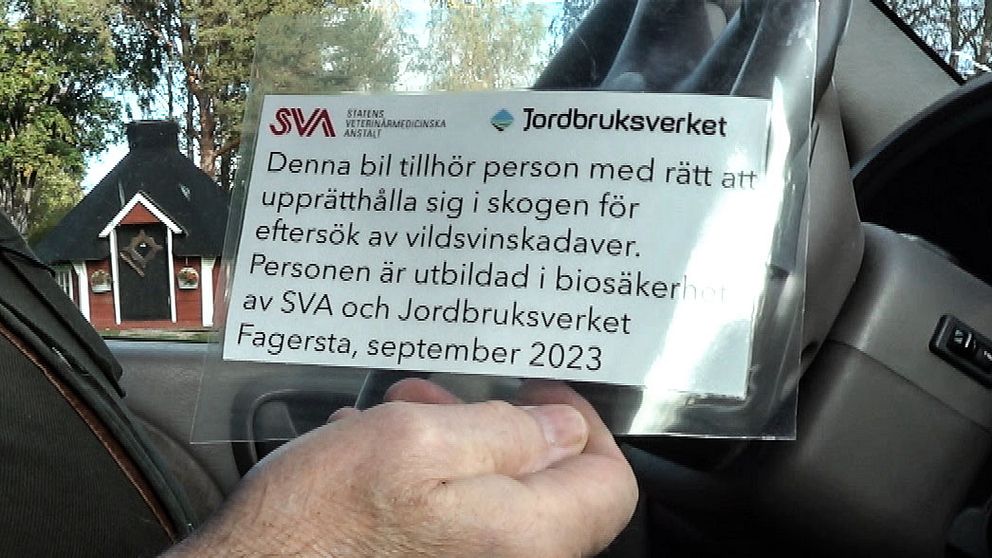 SVA STATENS
VETERINÄRMEDICINSKA
ANSTALT
Jordbruksverket
Denna bil tillhör person med rätt att
upprätthålla sig i skogen för
eftersök av vildsvinskadaver.
Personen är utbildad i biosäkerhet
av SVA och Jordbruksverket
Fagersta, september 2023